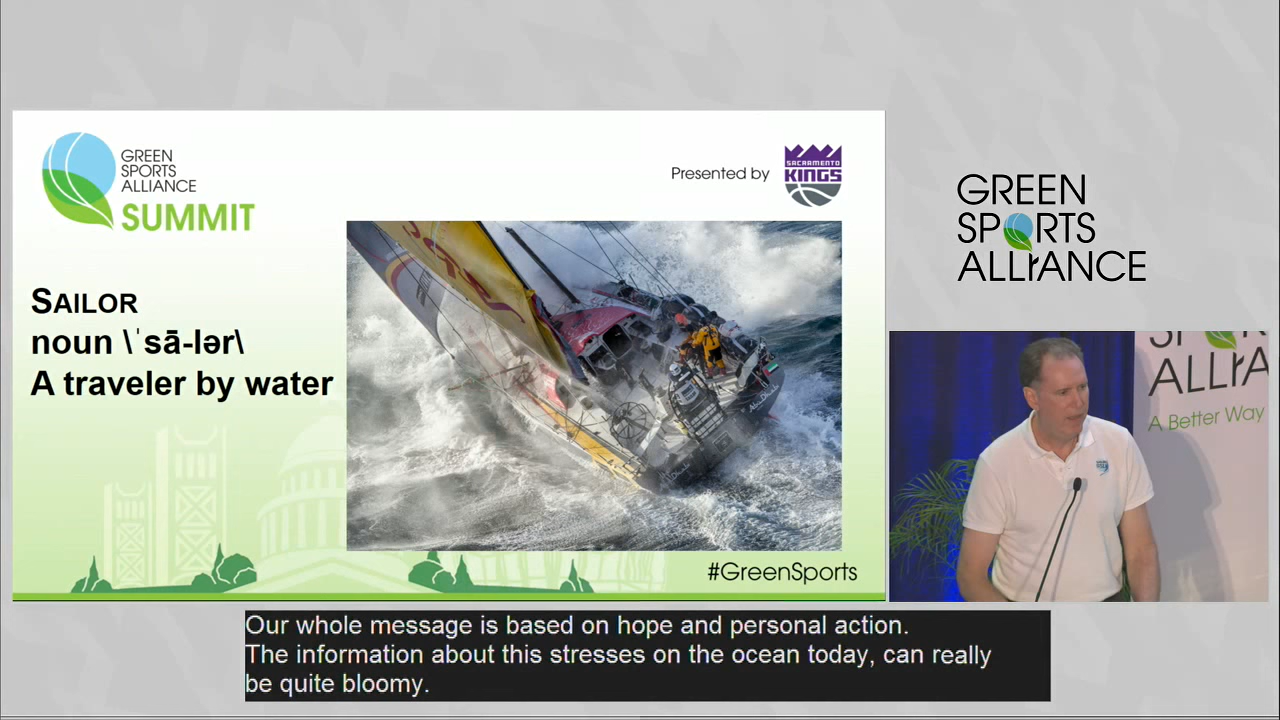 GREEN
SPORTS
ALLIANCE
SUMMIT
Presented by
SACRAMENTO
KINGS
SAILOR
noun \ˈsā-lər\
A traveler by water
#GreenSports
GREEN
SPORTS
ALLIANCE
ALLIA
A Better Way
Our whole message is based on hope and personal action.
The information about this stresses on the ocean today, can really
be quite bloomy.